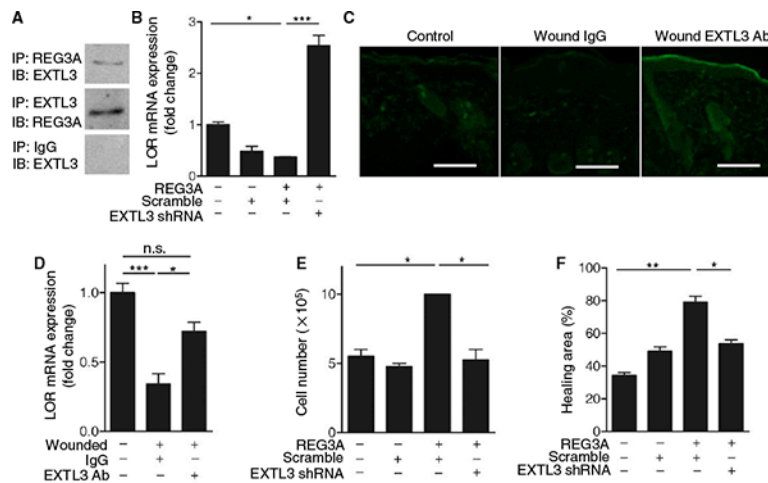 A
IP: REG3A
IB: EXTL3
IP: EXTL3
IB: REG3A
IP: IgG
IB: EXTL3
B
LOR mRNA expression
(fold change)
3
2
1
0
*
***
REG3A - - + +
Scramble - + + -
EXTL3 shRNA - - - +
C
Control
Wound IgG
Wound EXTL3 Ab
D
LOR mRNA expression
(fold change)
1.0
0.5
0.0
n.s.
***
*
Wounded - + +
IgG - + -
EXTL3 Ab - - +
E
Cell number (×10⁵)
10
5
0
*
*
REG3A - - + +
Scramble - + + -
EXTL3 shRNA - - - +
F
Healing area (%)
100
80
60
40
20
0
**
*
REG3A - - + +
Scramble - + + -
EXTL3 shRNA - - - +